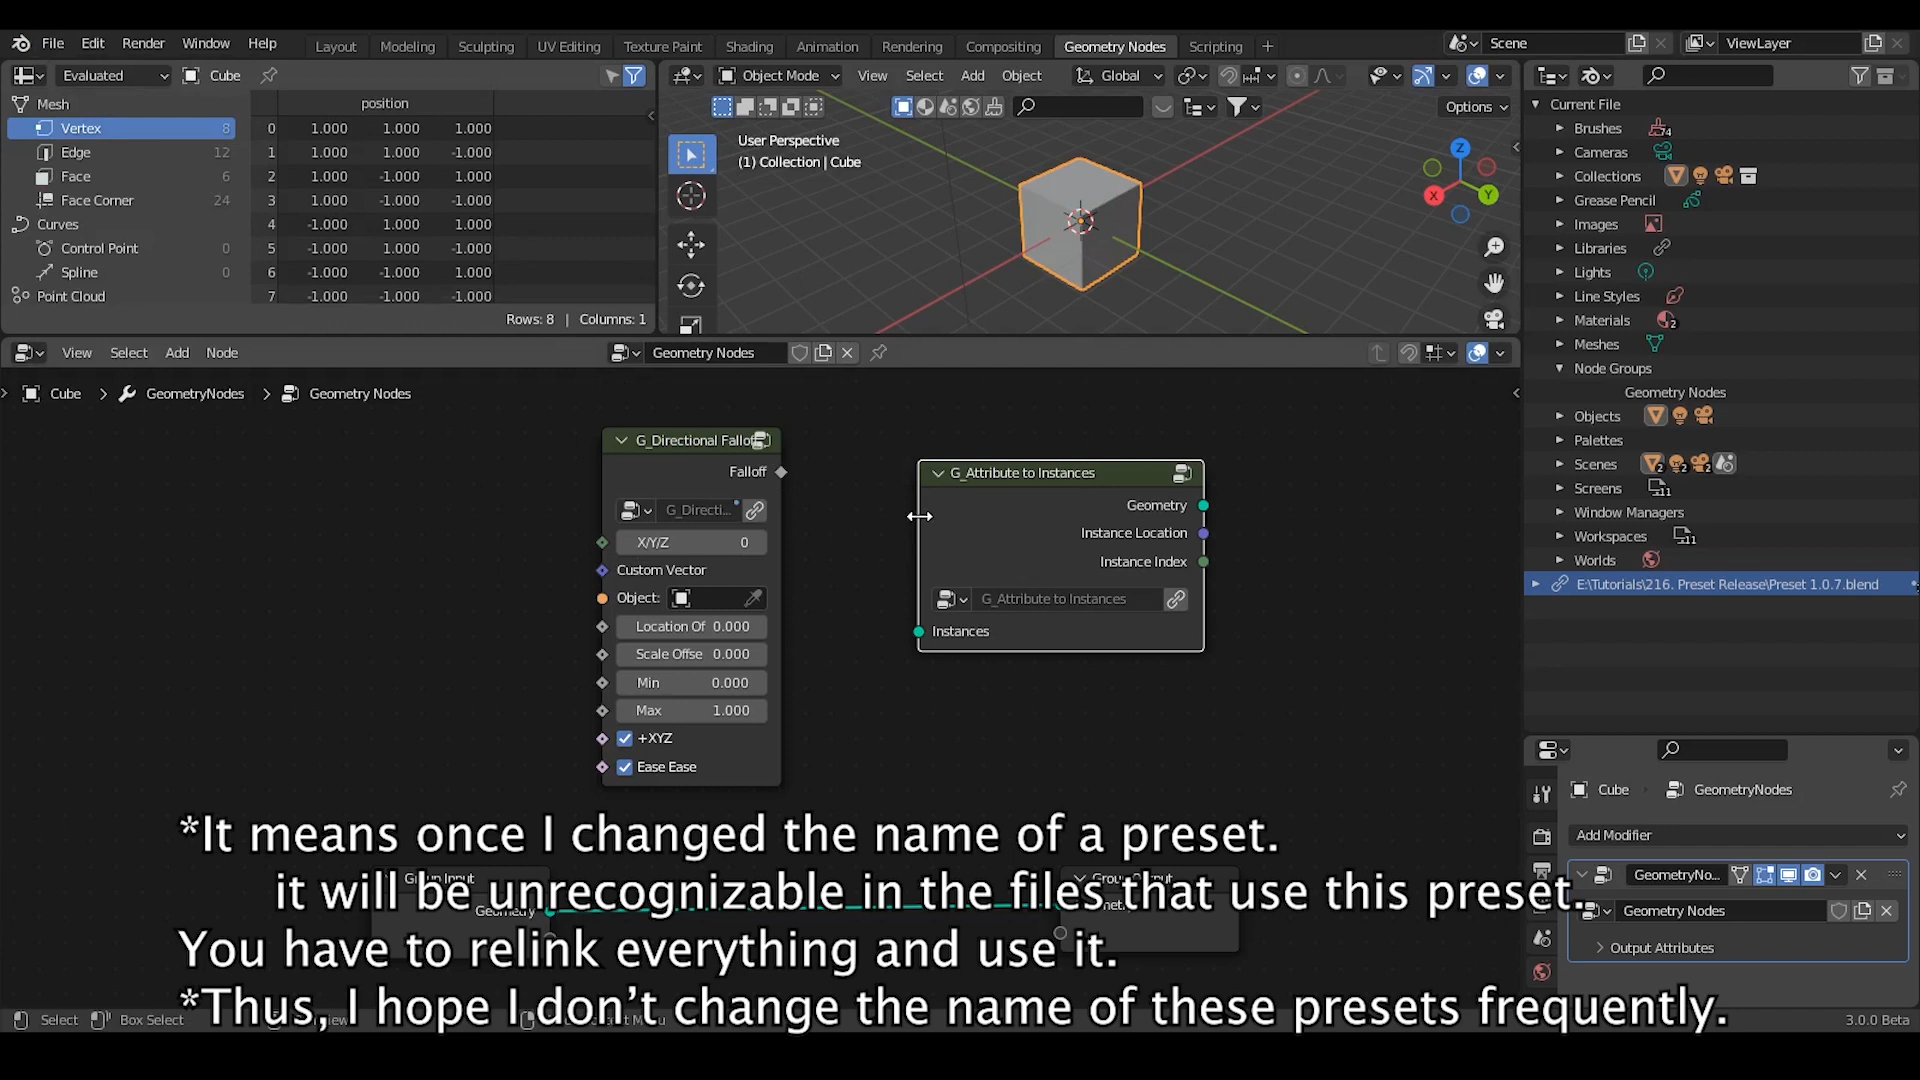 File Edit Render Window Help Layout Modeling Sculpting UV Editing Texture Paint Shading Animation Rendering Compositing Geometry Nodes Scripting + Scene ViewLayer
Evaluated Cube
Object Mode View Select Add Object Global
Options
Mesh
Vertex 8
Edge 12
Face 6
Face Corner 24
Curves
Control Point 0
Spline 0
Point Cloud
position
0 1.000 1.000 1.000
1 1.000 1.000 -1.000
2 1.000 -1.000 1.000
3 1.000 -1.000 -1.000
4 -1.000 1.000 1.000
5 -1.000 1.000 -1.000
6 -1.000 -1.000 1.000
7 -1.000 -1.000 -1.000
Rows: 8 | Columns: 1
User Perspective
(1) Collection | Cube
Z
X
Y
Current File
Brushes 74
Cameras
Collections
Grease Pencil
Images
Libraries
Lights
Line Styles
Materials 2
Meshes
Node Groups
Geometry Nodes
Objects
Palettes
Scenes 2 2 2
Screens 11
Window Managers
Workspaces 11
Worlds
E:\Tutorials\216. Preset Release\Preset 1.0.7.blend
View Select Add Node Geometry Nodes
Cube > GeometryNodes > Geometry Nodes
G_Directional Fallof
Falloff
G_Directi...
X/Y/Z 0
Custom Vector
Object:
Location Of 0.000
Scale Offse 0.000
Min 0.000
Max 1.000
+XYZ
Ease Ease
G_Attribute to Instances
Geometry
Instance Location
Instance Index
G_Attribute to Instances
Instances
Group Input
Geometry
Cube GeometryNodes
Add Modifier
GeometryNo...
Geometry Nodes
Output Attributes
*It means once I changed the name of a preset.
it will be unrecognizable in the files that use this preset.
You have to relink everything and use it.
*Thus, I hope I don't change the name of these presets frequently.
Select Box Select
3.0.0 Beta